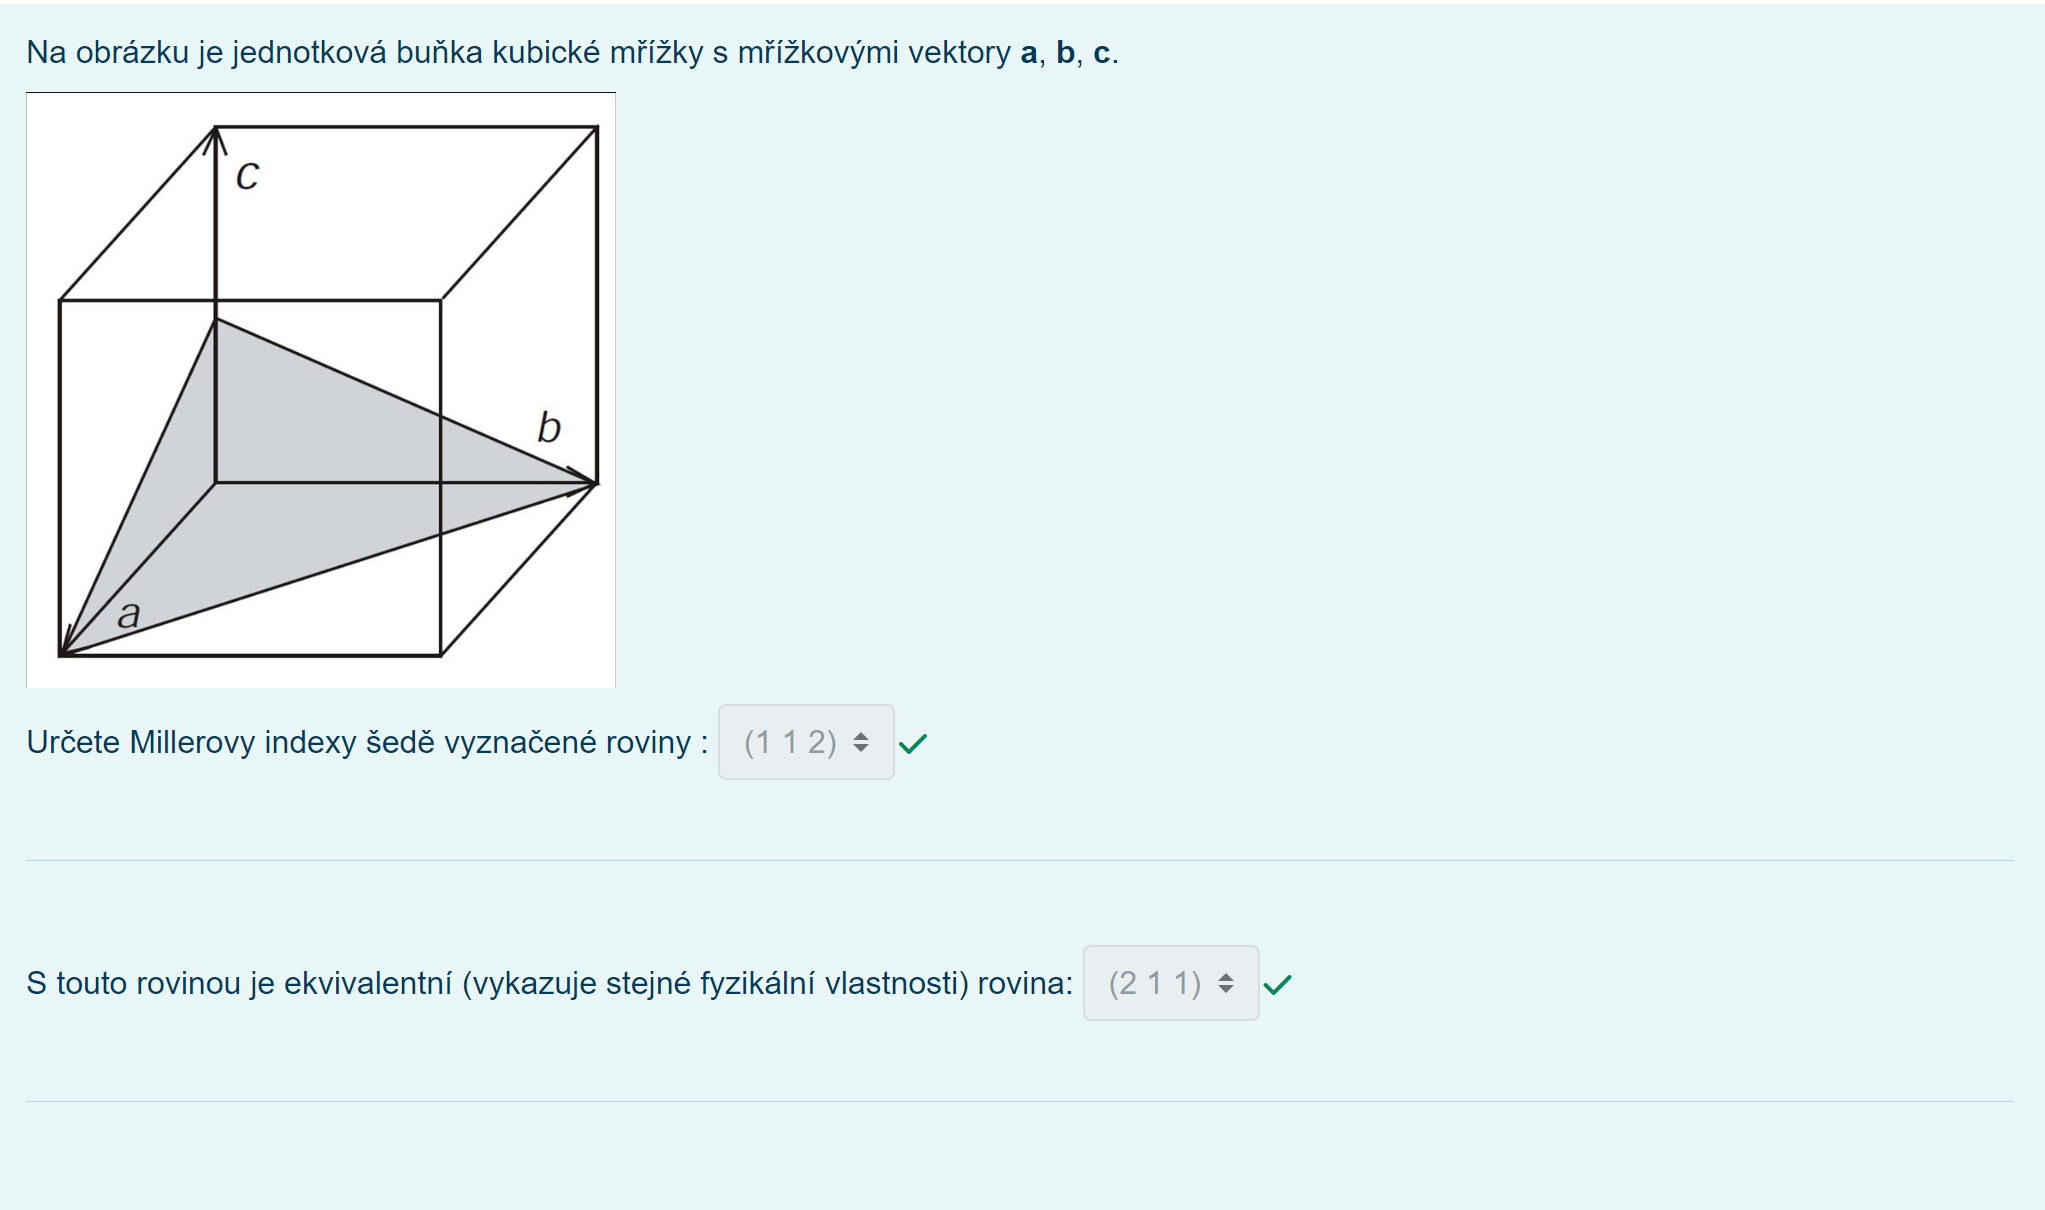 Na obrázku je jednotková buňka kubické mřížky s mřížkovými vektory a, b, c.
c
b
a
Určete Millerovy indexy šedě vyznačené roviny : (1 1 2)
S touto rovinou je ekvivalentní (vykazuje stejné fyzikální vlastnosti) rovina: (2 1 1)